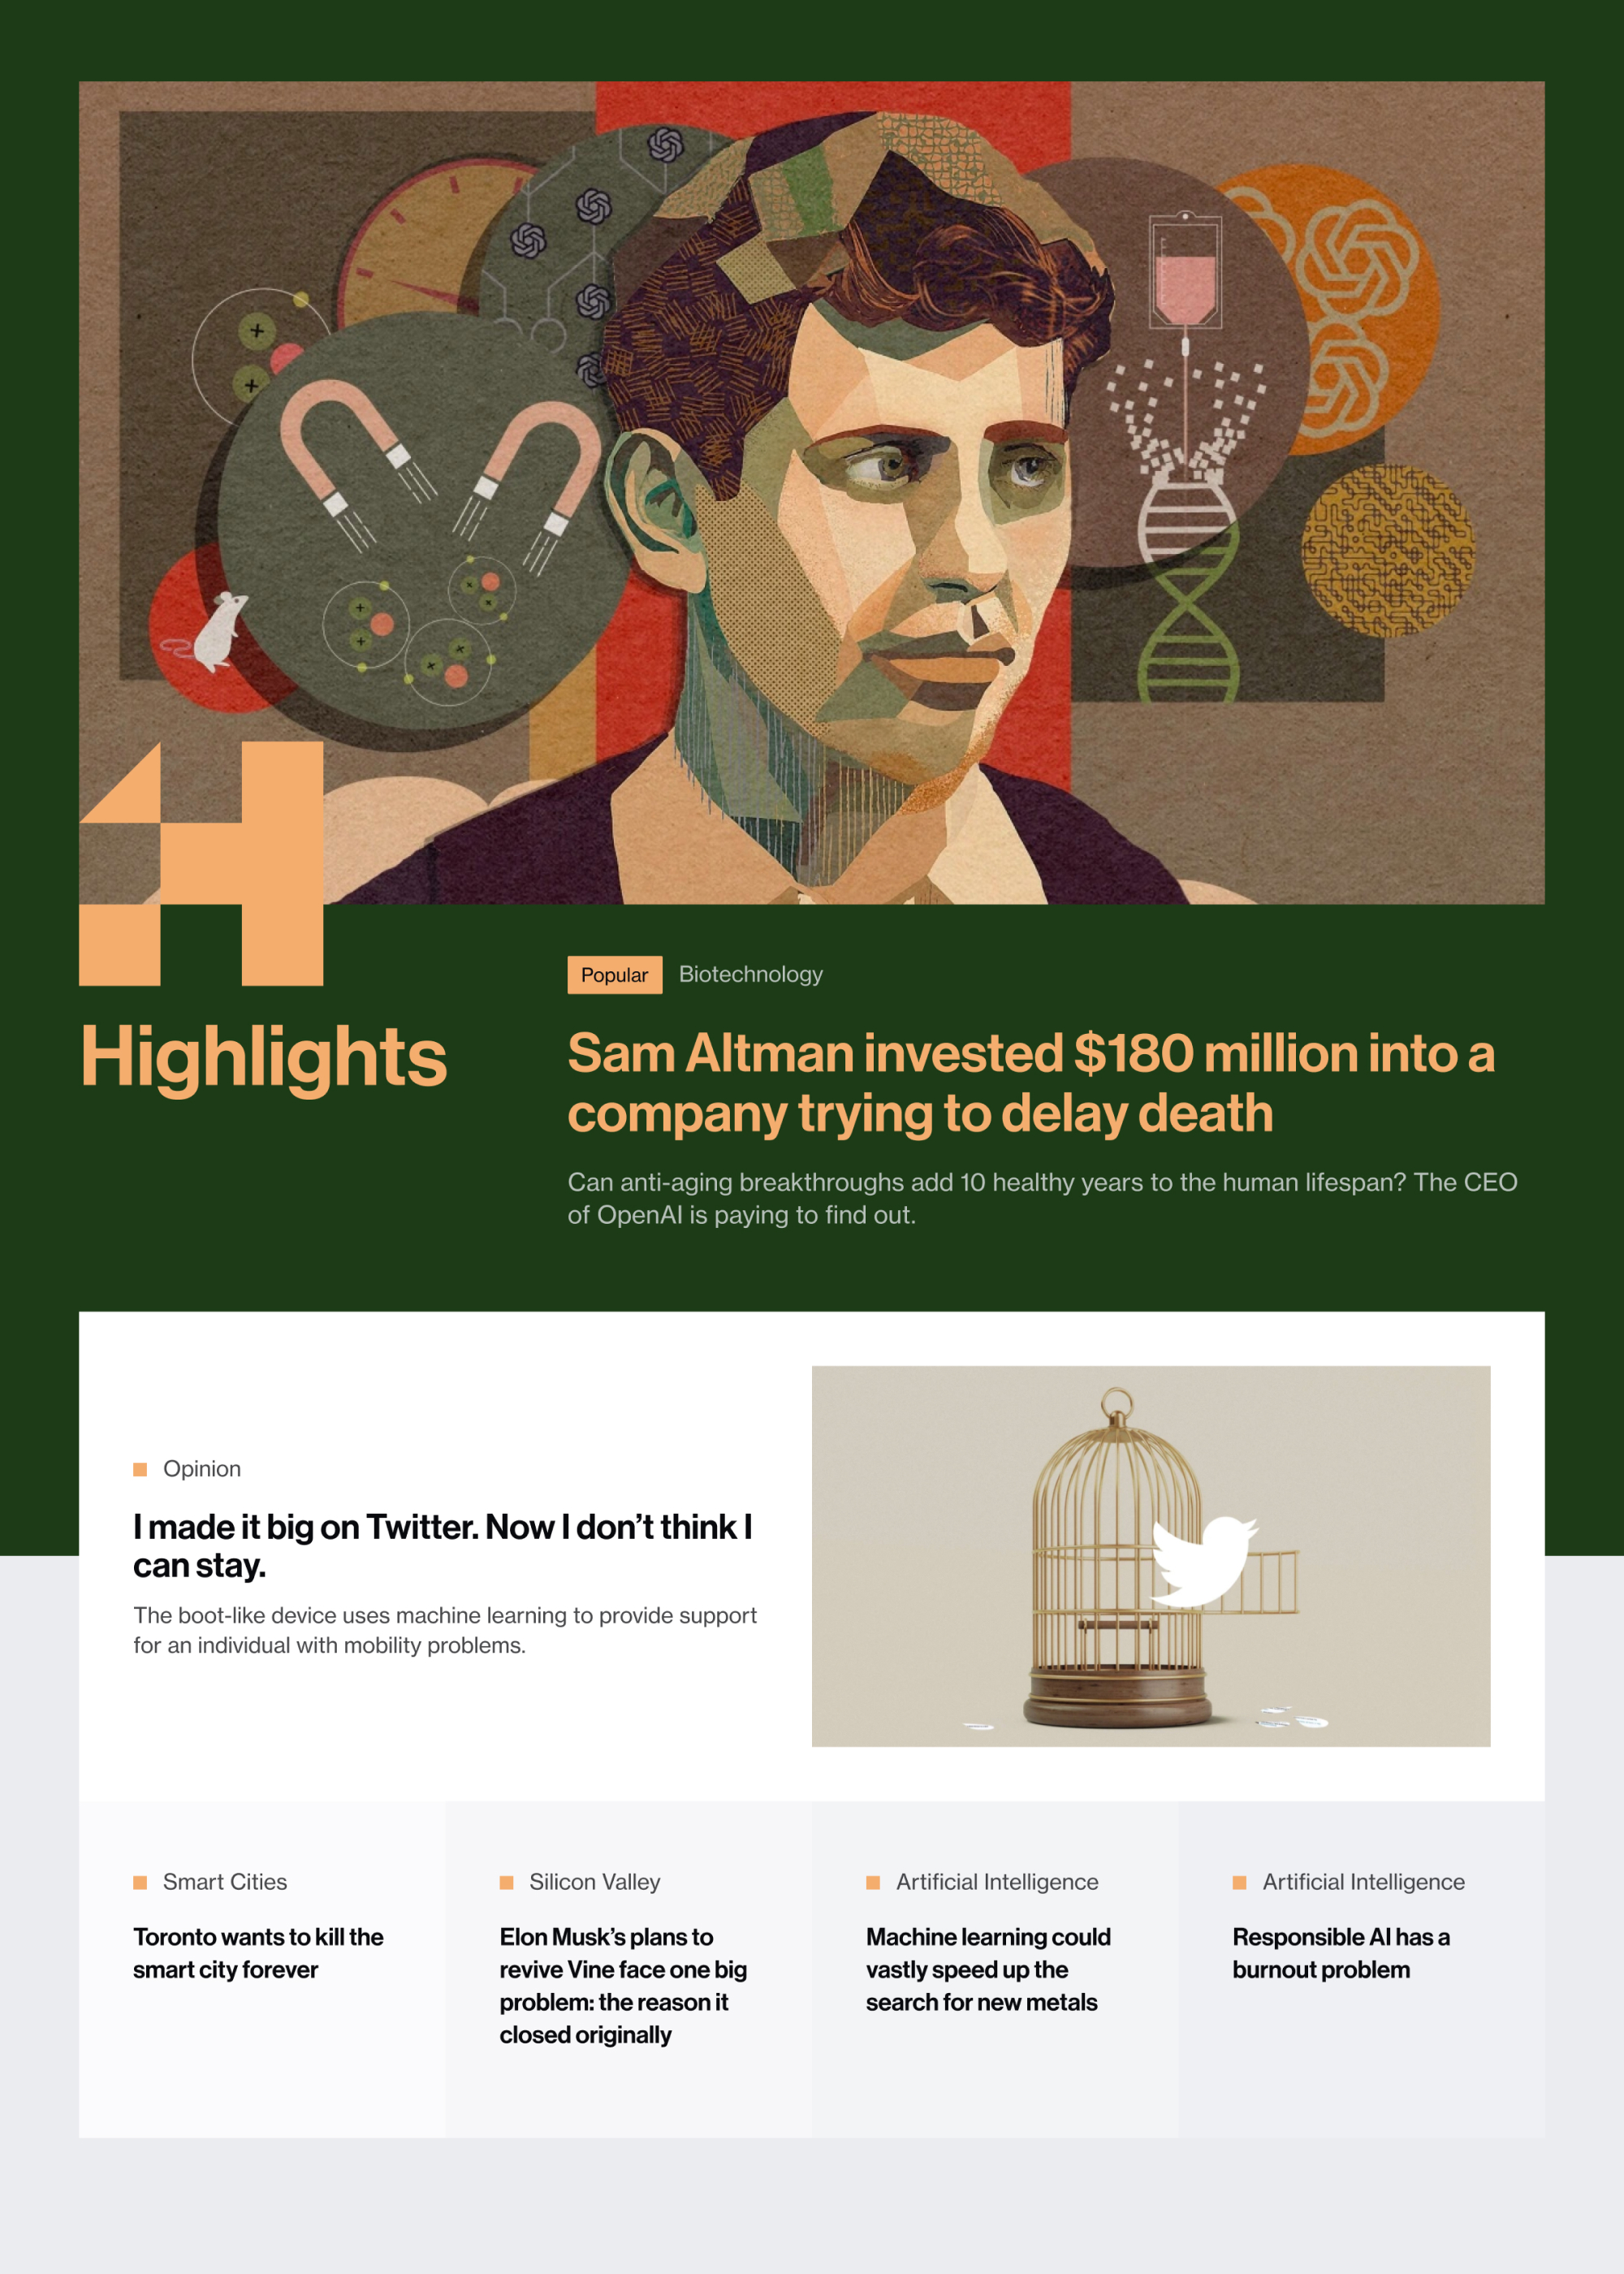 Highlights
Popular
Biotechnology
Sam Altman invested $180 million into a
company trying to delay death
Can anti-aging breakthroughs add 10 healthy years to the human lifespan? The CEO
of OpenAI is paying to find out.
Opinion
I made it big on Twitter. Now I don’t think I
can stay.
The boot-like device uses machine learning to provide support
for an individual with mobility problems.
Smart Cities
Toronto wants to kill the
smart city forever
Silicon Valley
Elon Musk’s plans to
revive Vine face one big
problem: the reason it
closed originally
Artificial Intelligence
Machine learning could
vastly speed up the
search for new metals
Artificial Intelligence
Responsible AI has a
burnout problem